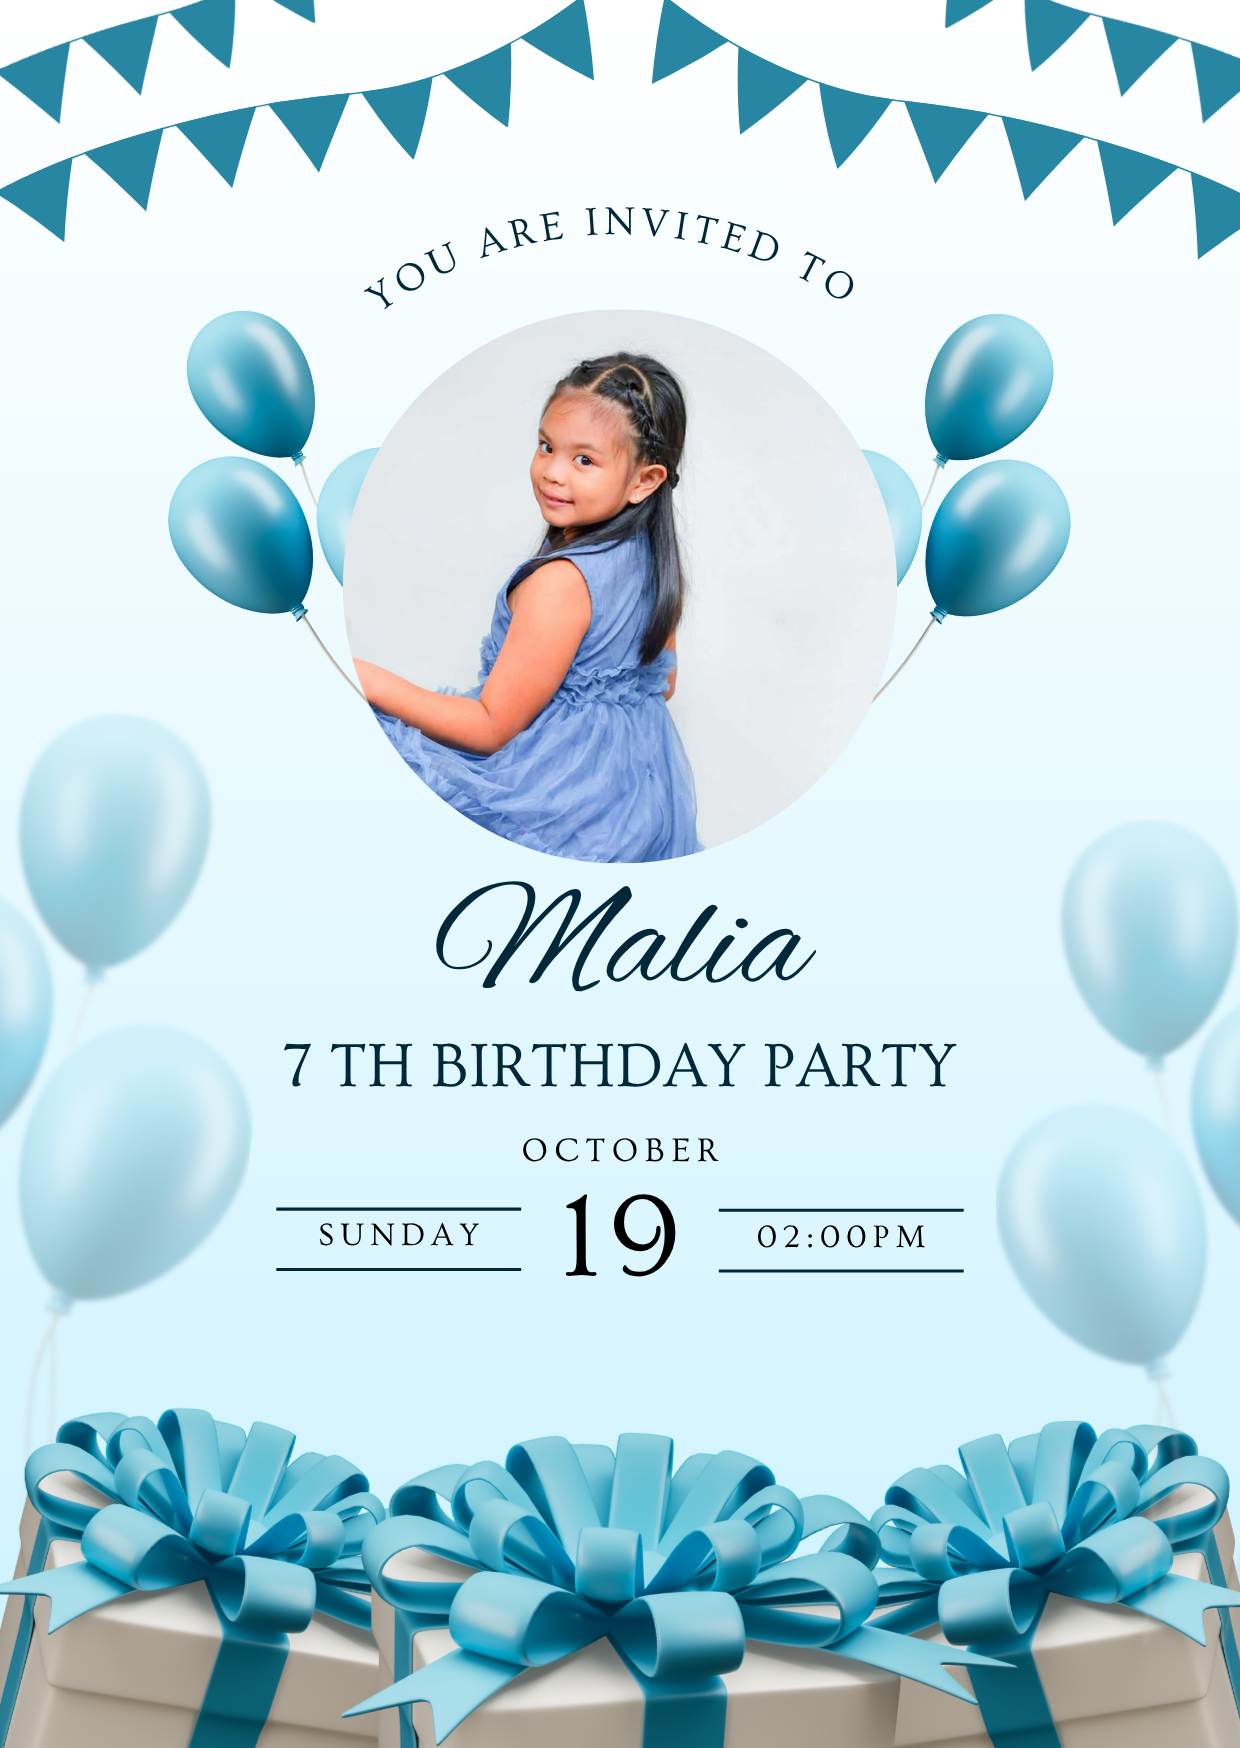 YOU ARE INVITED TO
Malia
7 TH BIRTHDAY PARTY
OCTOBER
SUNDAY
19
02:00PM